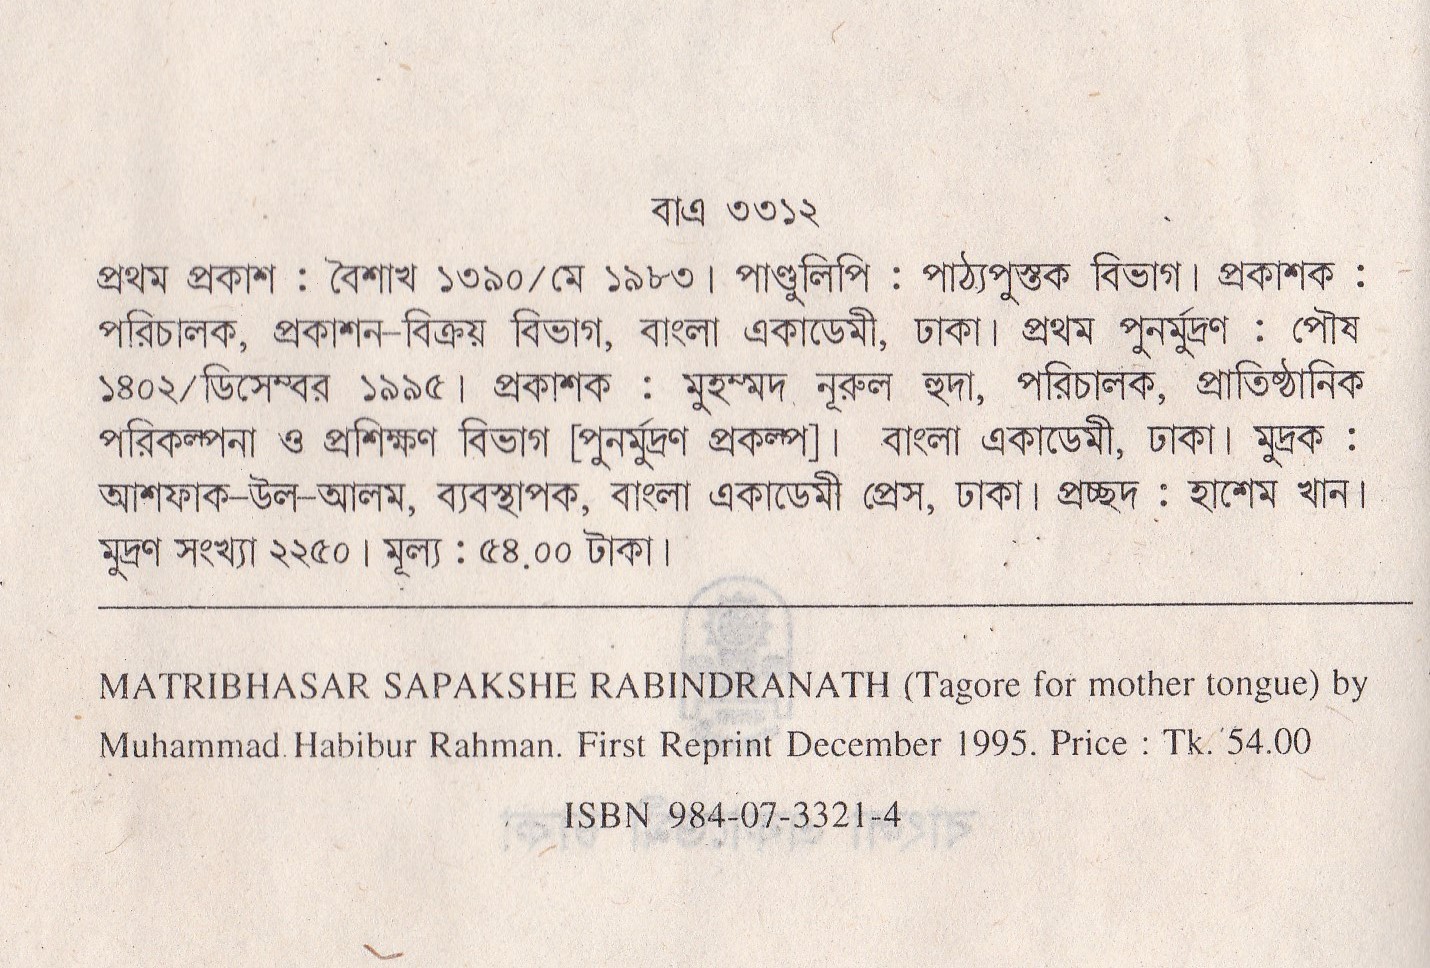 বাএ ৩৩১২
প্রথম প্রকাশ : বৈশাখ ১৩৯০/মে ১৯৮৩। পাণ্ডুলিপি : পাঠ্যপুস্তক বিভাগ। প্রকাশক :
পরিচালক, প্রকাশন-বিক্রয় বিভাগ, বাংলা একাডেমী, ঢাকা। প্রথম পুনর্মুদ্রণ : পৌষ
১৪০২/ডিসেম্বর ১৯৯৫। প্রকাশক : মুহম্মদ নূরুল হুদা, পরিচালক, প্রাতিষ্ঠানিক
পরিকল্পনা ও প্রশিক্ষণ বিভাগ [পুনর্মুদ্রণ প্রকল্প]। বাংলা একাডেমী, ঢাকা। মুদ্রক :
আশফাক-উল-আলম, ব্যবস্থাপক, বাংলা একাডেমী প্রেস, ঢাকা। প্রচ্ছদ : হাশেম খান।
মুদ্রণ সংখ্যা ২২৫০। মূল্য : ৫৪.০০ টাকা।
MATRIBHASAR SAPAKSHE RABINDRANATH (Tagore for mother tongue) by
Muhammad Habibur Rahman. First Reprint December 1995. Price : Tk. 54.00
ISBN 984-07-3321-4